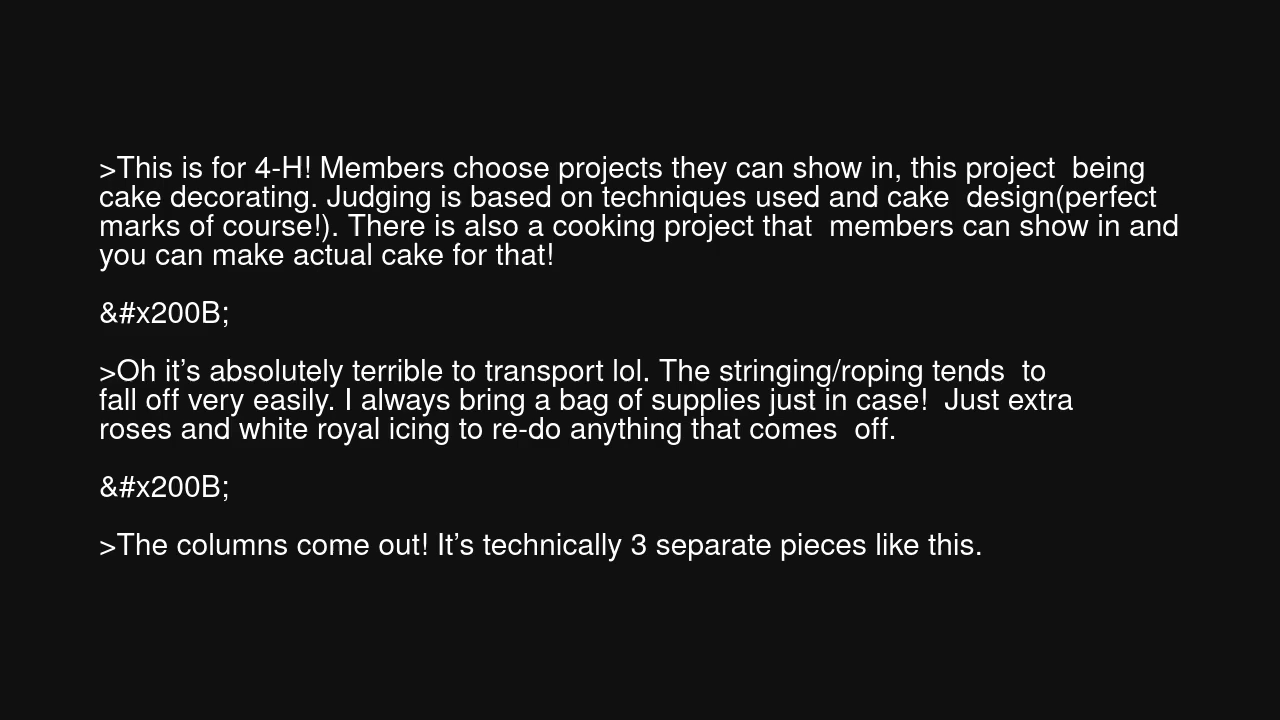 >This is for 4-H! Members choose projects they can show in, this project  being
cake decorating. Judging is based on techniques used and cake  design(perfect
marks of course!). There is also a cooking project that  members can show in and
you can make actual cake for that!
&#x200B;
>Oh it’s absolutely terrible to transport lol. The stringing/roping tends  to
fall off very easily. I always bring a bag of supplies just in case!  Just extra
roses and white royal icing to re-do anything that comes  off.
&#x200B;
>The columns come out! It’s technically 3 separate pieces like this.